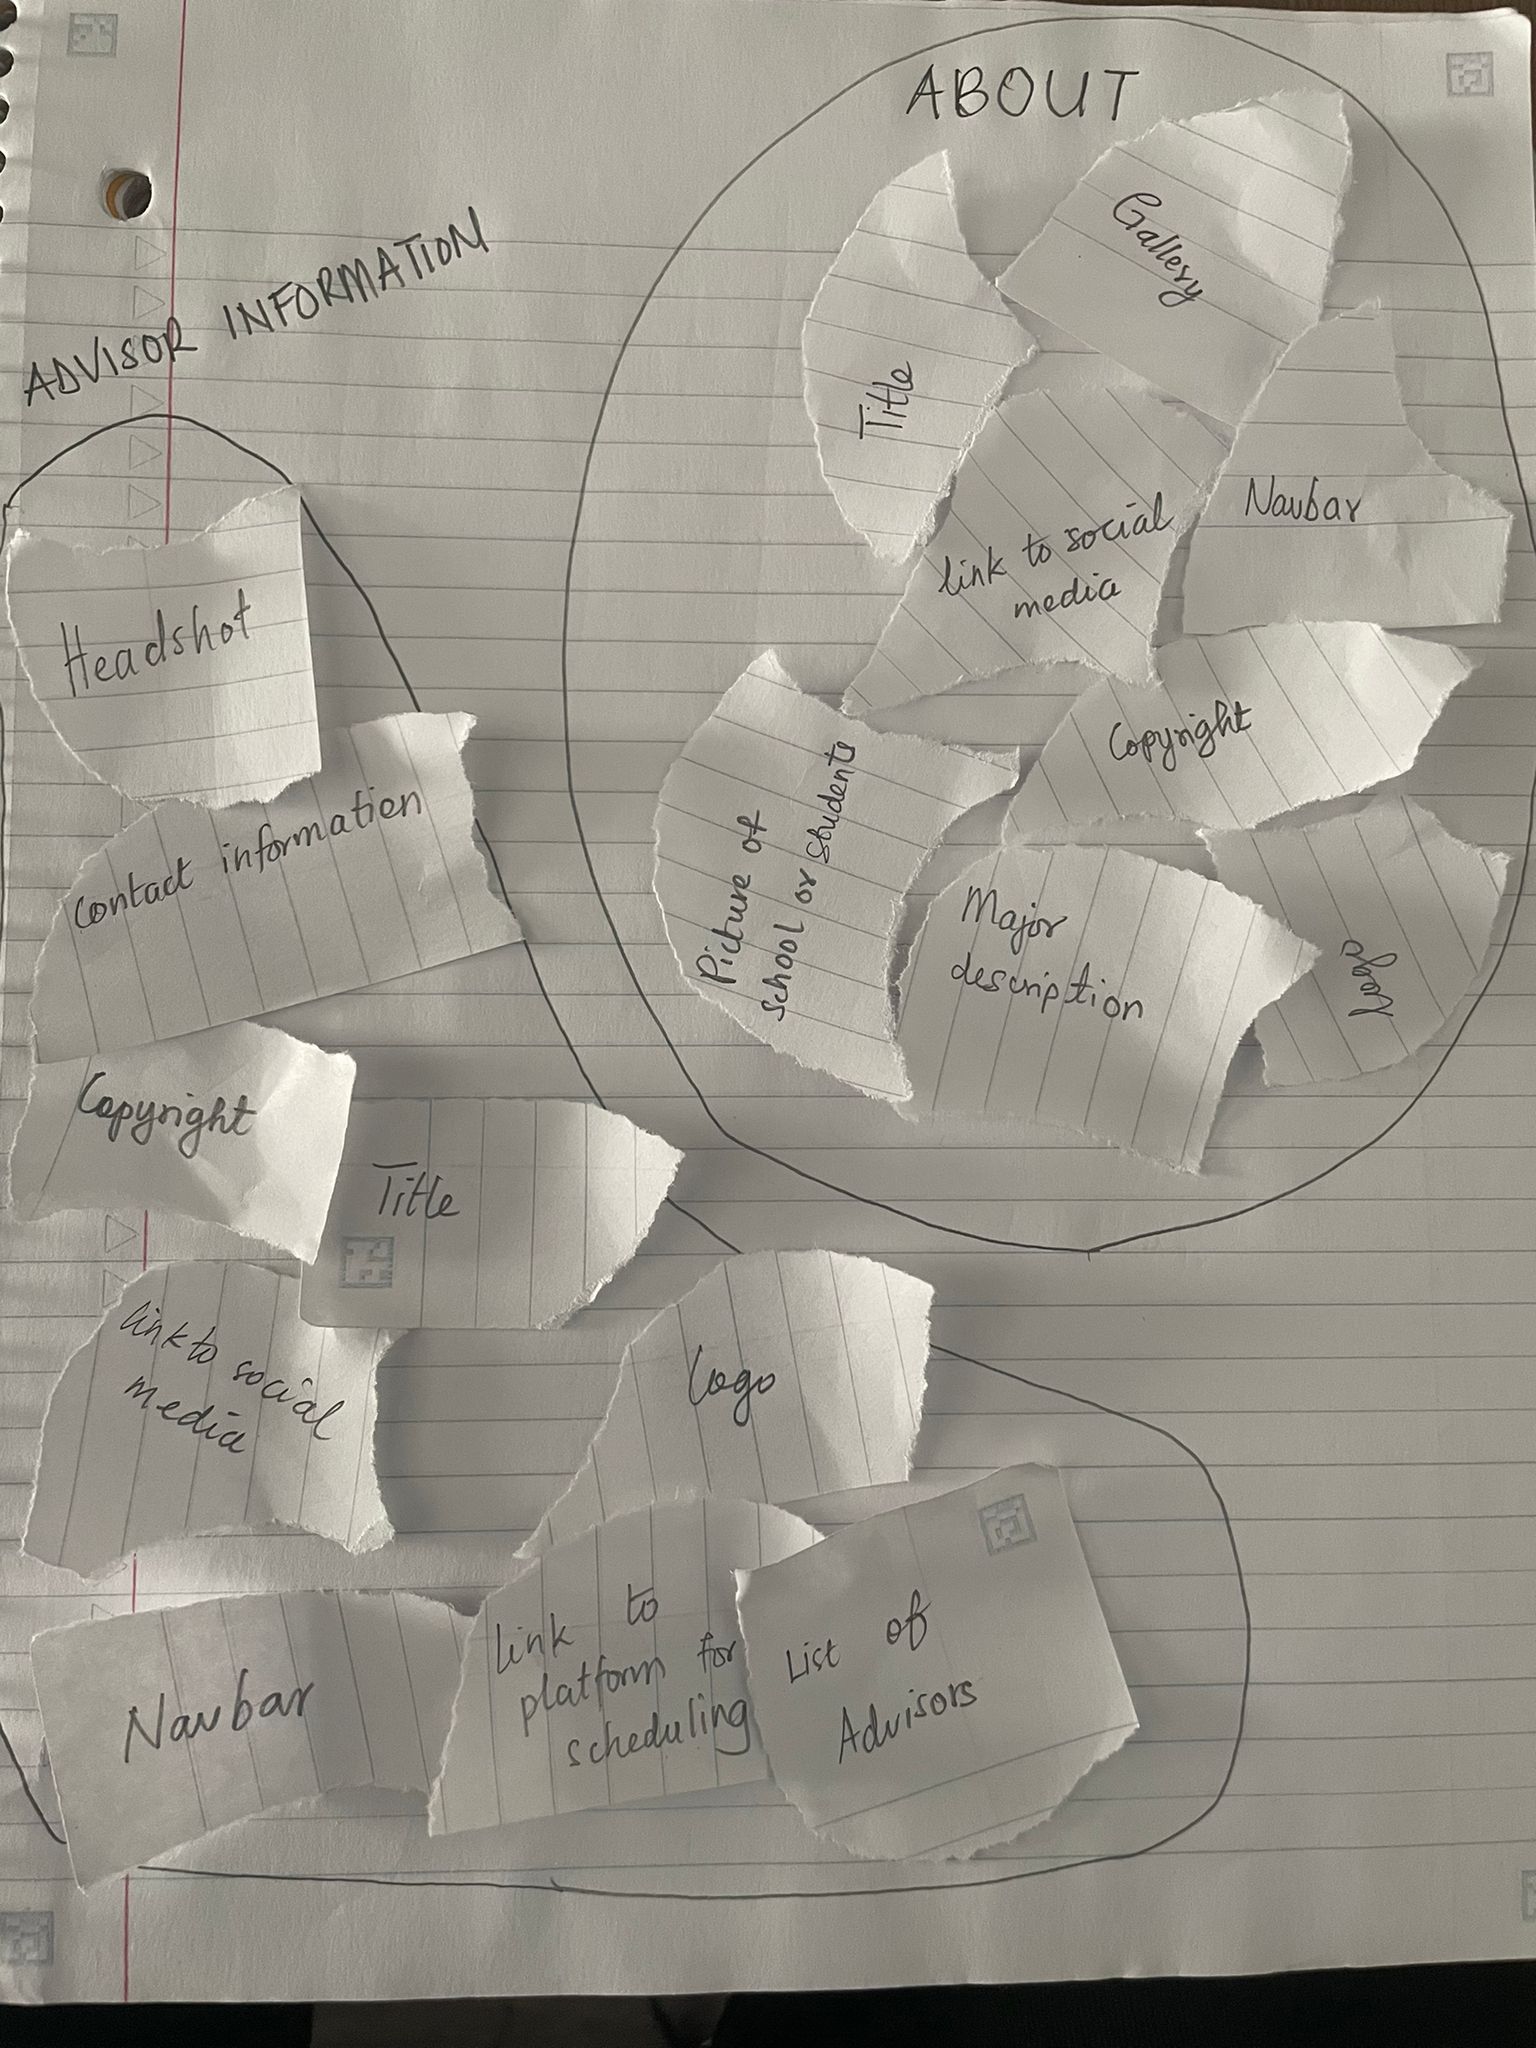 ABOUT
Gallery
Title
Navbar
link to social
media
Copyright
Picture of
school or students
Major
description
Logo
ADVISOR INFORMATION
Headshot
Contact information
Copyright
Title
link to social
media
Logo
Navbar
link to
platform for
scheduling
List of
Advisors